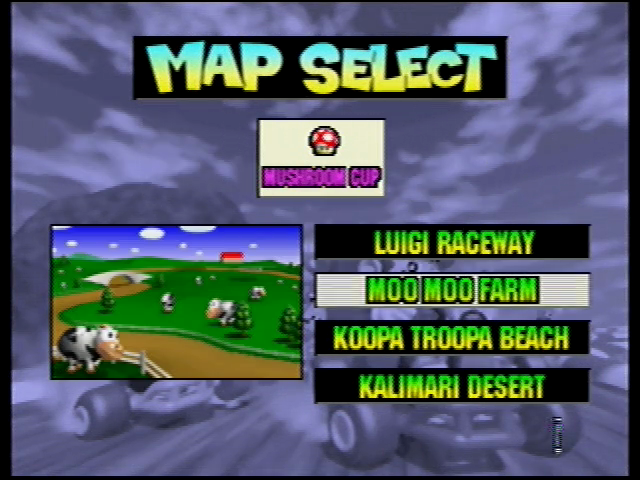 MAP SELECT
MUSHROOM CUP
LUIGI RACEWAY
MOO MOO FARM
KOOPA TROOPA BEACH
KALIMARI DESERT